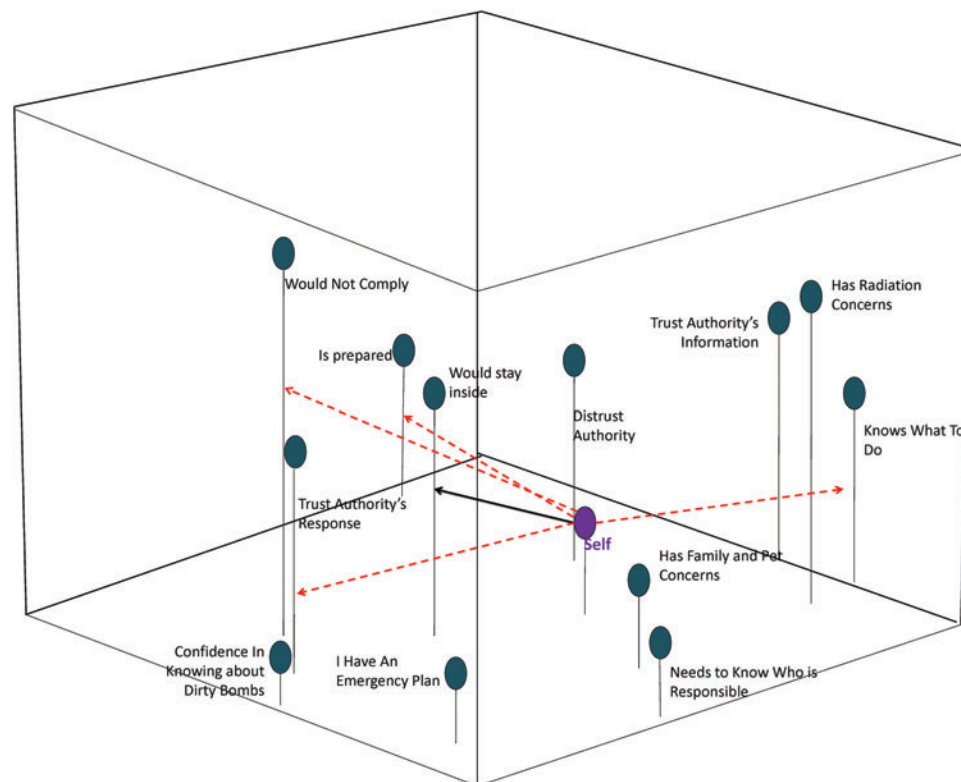 Would Not Comply
Is prepared
Would stay
inside
Distrust
Authority
Trust Authority's
Information
Has Radiation
Concerns
Knows What To
Do
Trust Authority's
Response
Self
Has Family and Pet
Concerns
Confidence In
Knowing about
Dirty Bombs
I Have An
Emergency Plan
Needs to Know Who is
Responsible